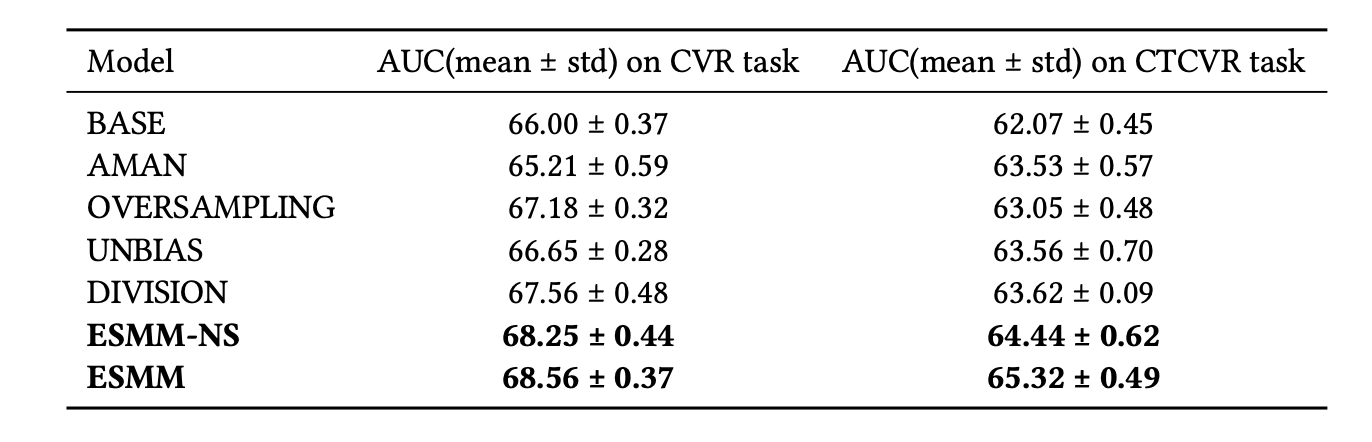 Model AUC(mean ± std) on CVR task AUC(mean ± std) on CTCVR task
BASE 66.00 ± 0.37 62.07 ± 0.45
AMAN 65.21 ± 0.59 63.53 ± 0.57
OVERSAMPLING 67.18 ± 0.32 63.05 ± 0.48
UNBIAS 66.65 ± 0.28 63.56 ± 0.70
DIVISION 67.56 ± 0.48 63.62 ± 0.09
ESMM-NS 68.25 ± 0.44 64.44 ± 0.62
ESMM 68.56 ± 0.37 65.32 ± 0.49